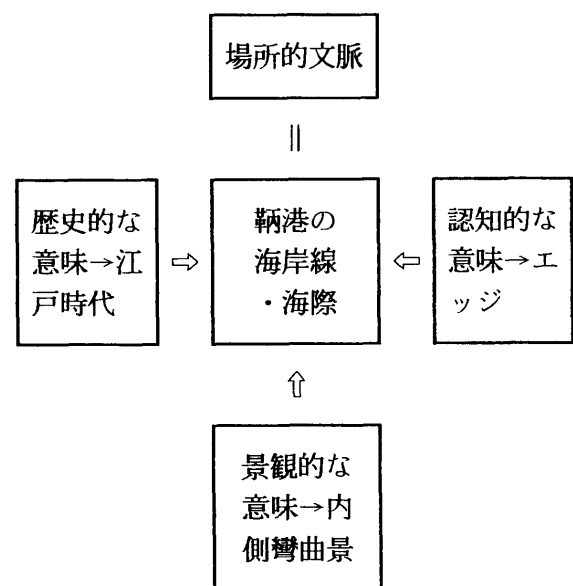 場所的文脈
||
歴史的な
意味→江
戸時代
⇨
鞆港の
海岸線
・海際
⇦
認知的な
意味→エ
ッジ
⇧
景観的な
意味→内
側彎曲景